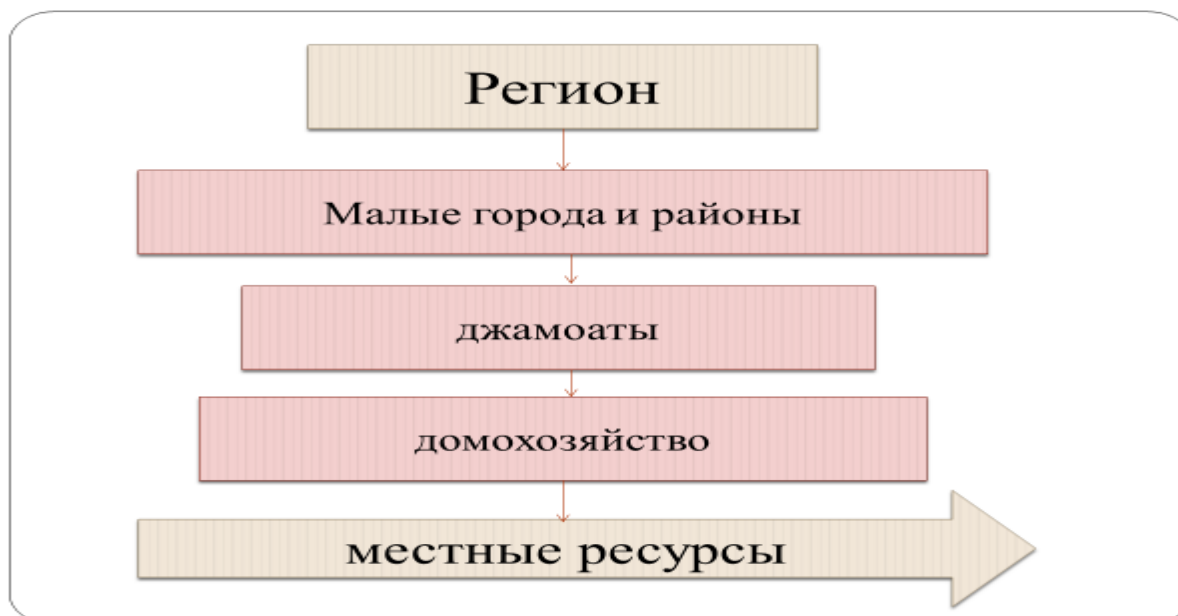 Регион
Малые города и районы
джамоаты
домохозяйство
местные ресурсы